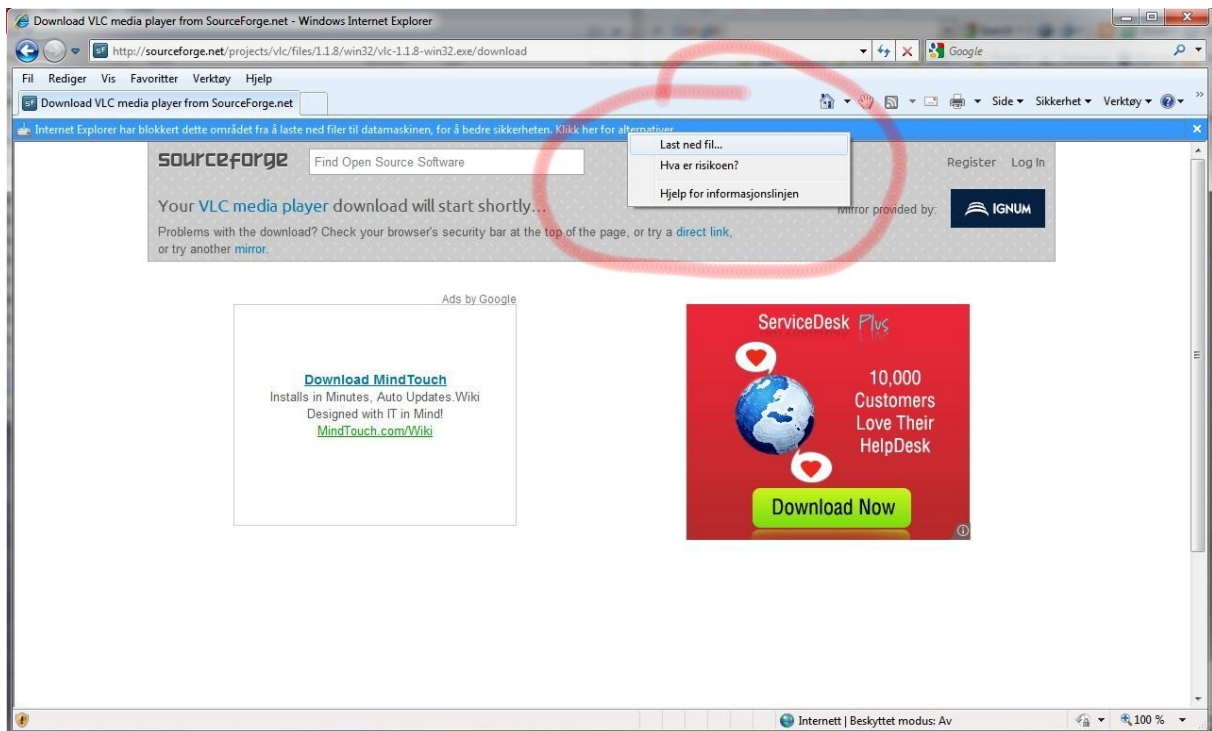 Download VLC media player from SourceForge.net - Windows Internet Explorer
http://sourceforge.net/projects/vlc/files/1.1.8/win32/vlc-1.1.8-win32.exe/download
Google
Fil Rediger Vis Favoritter Verktøy Hjelp
Download VLC media player from SourceForge.net
Side Sikkerhet Verktøy
Internet Explorer har blokkert dette området fra å laste ned filer til datamaskinen, for å bedre sikkerheten. Klikk her for alternativer...
Last ned fil...
Hva er risikoen?
Hjelp for informasjonslinjen
sourceforge
Find Open Source Software
Register Log In
Your VLC media player download will start shortly...
Mirror provided by:
IGNUM
Problems with the download? Check your browser's security bar at the top of the page, or try a direct link,
or try another mirror.
Ads by Google
Download MindTouch
Installs in Minutes, Auto Updates.Wiki
Designed with IT in Mind!
MindTouch.com/Wiki
ServiceDesk Plus
10,000
Customers
Love Their
HelpDesk
Download Now
Internett | Beskyttet modus: Av
100 %